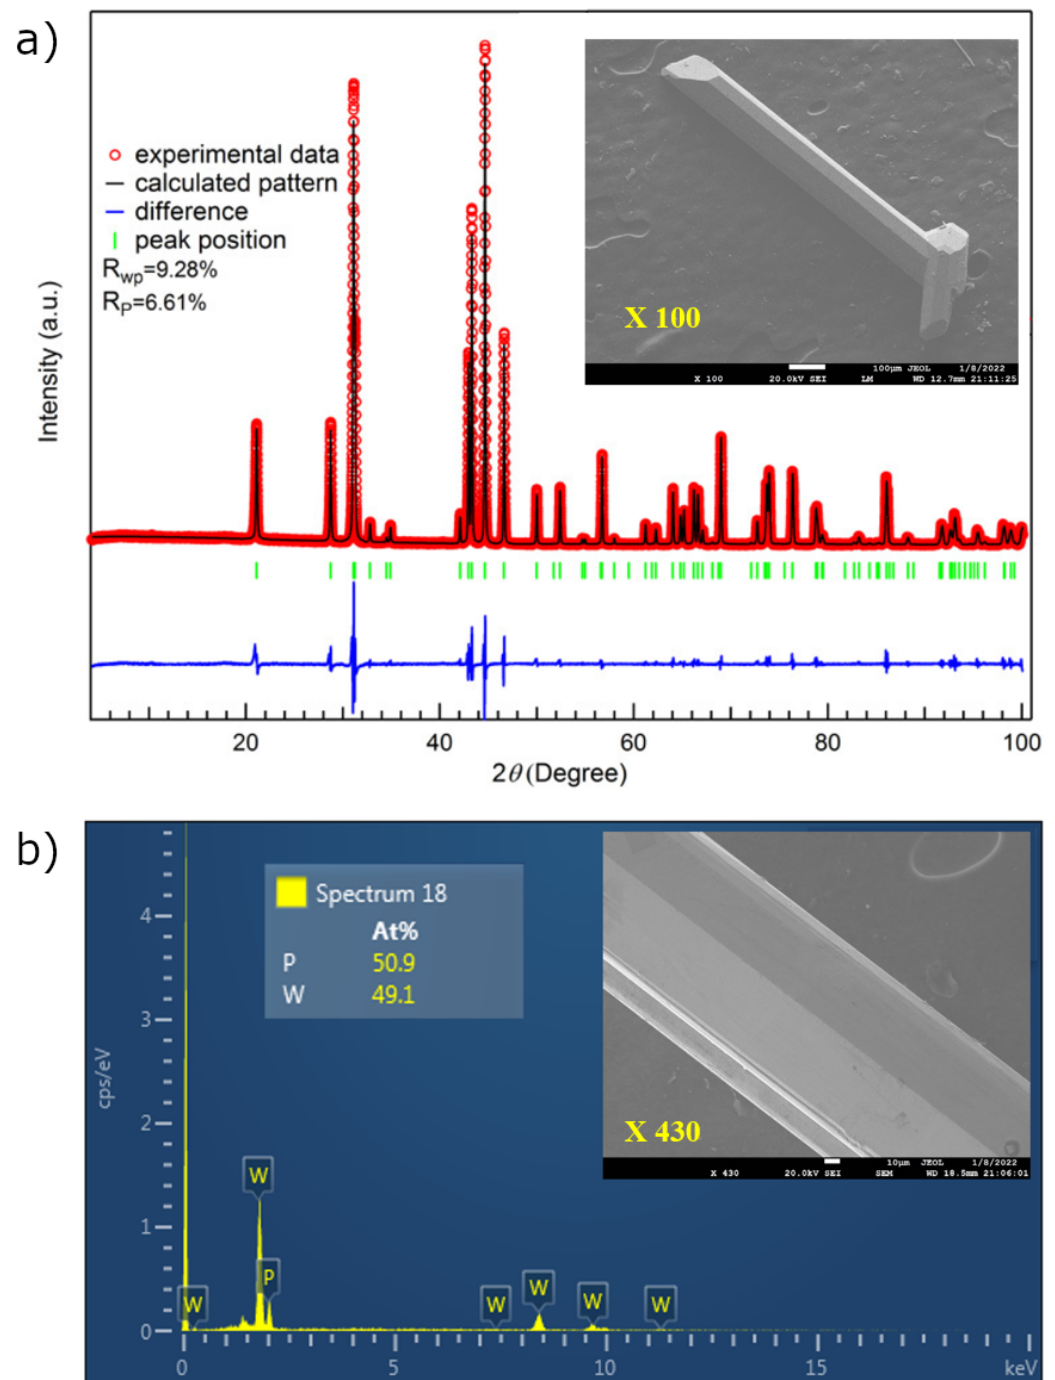 a)
experimental data
calculated pattern
difference
peak position
Rwp=9.28%
RP=6.61%
Intensity (a.u.)
X 100
100μm JEOL 1/8/2022
X 100 20.0kV SEI LM WD 12.7mm 21:11:25
20 40 60 80 100
2θ (Degree)
b)
Spectrum 18
At%
P 50.9
W 49.1
4
3
2
1
0
cps/eV
W
W
P
W
W
W
W
X 430
10μm JEOL 1/8/2022
X 430 20.0kV SEI SEM WD 18.5mm 21:06:01
0 5 10 15 keV